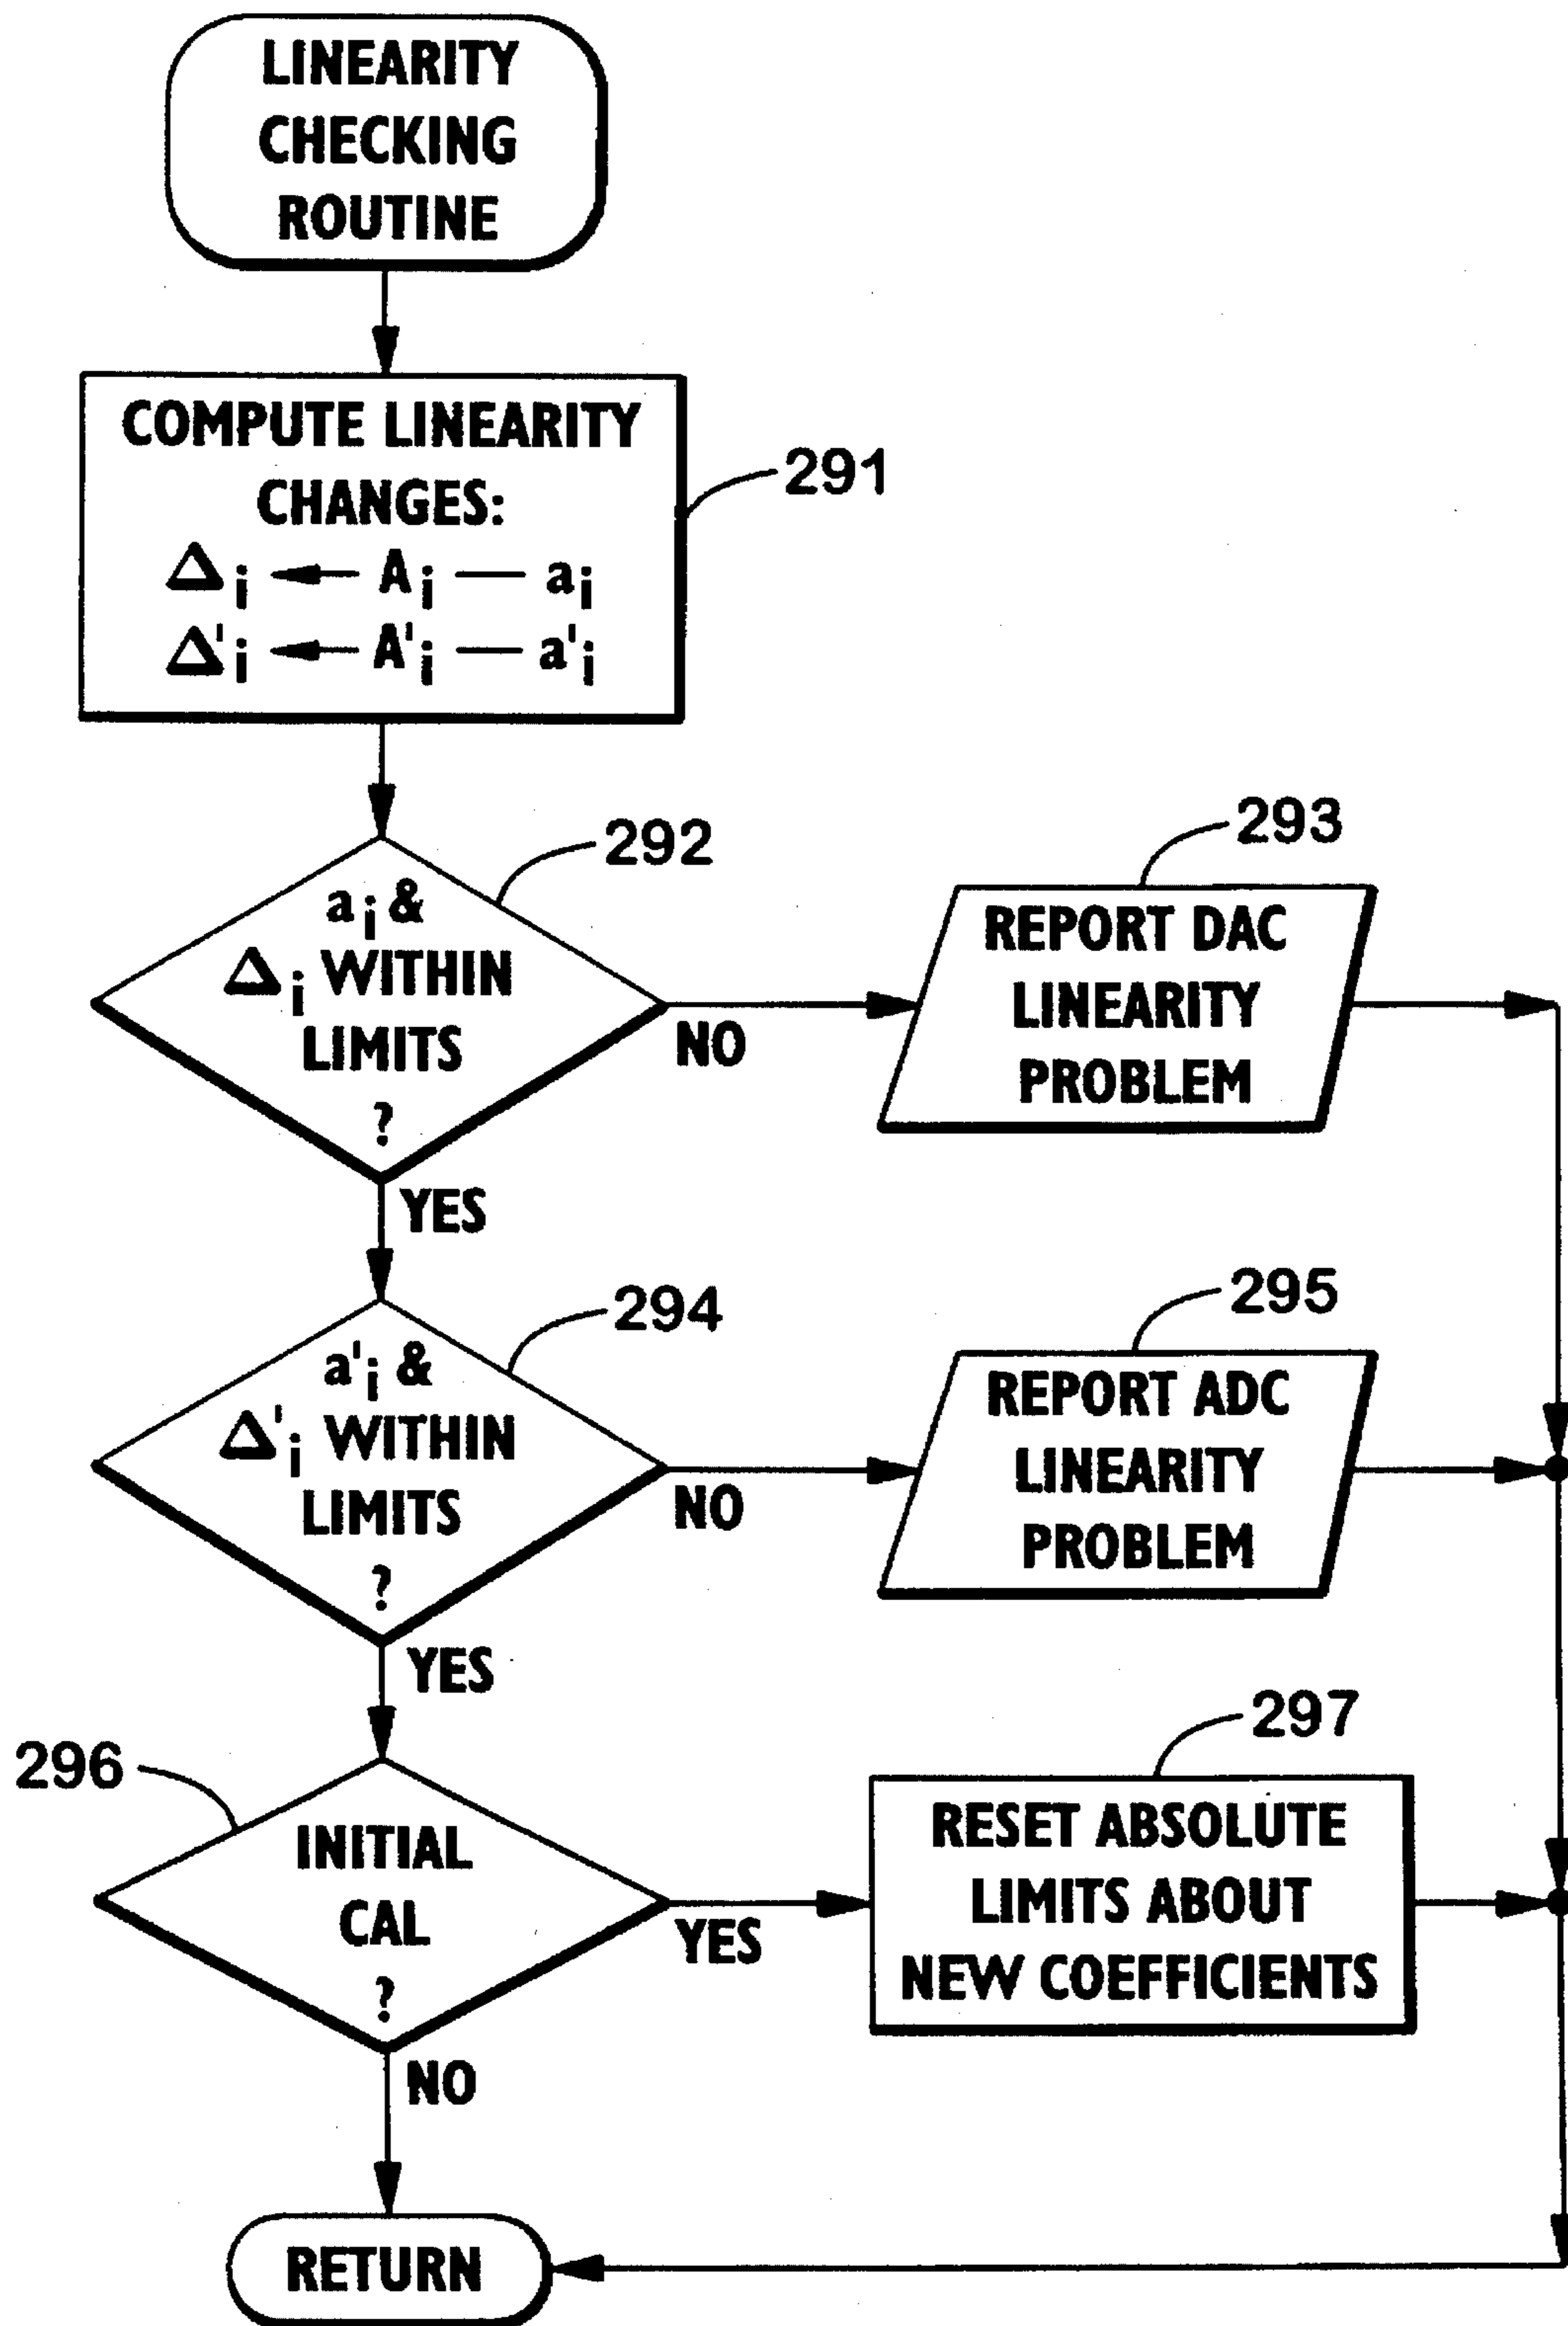 LINEARITY
CHECKING
ROUTINE
COMPUTE LINEARITY
CHANGES:
Δi ← Ai — ai
Δ'i ← A'i — a'i
291
ai &
Δi WITHIN
LIMITS
?
292
NO
YES
REPORT DAC
LINEARITY
PROBLEM
293
a'i &
Δ'i WITHIN
LIMITS
?
294
NO
YES
REPORT ADC
LINEARITY
PROBLEM
295
296
INITIAL
CAL
?
YES
NO
RESET ABSOLUTE
LIMITS ABOUT
NEW COEFFICIENTS
297
RETURN